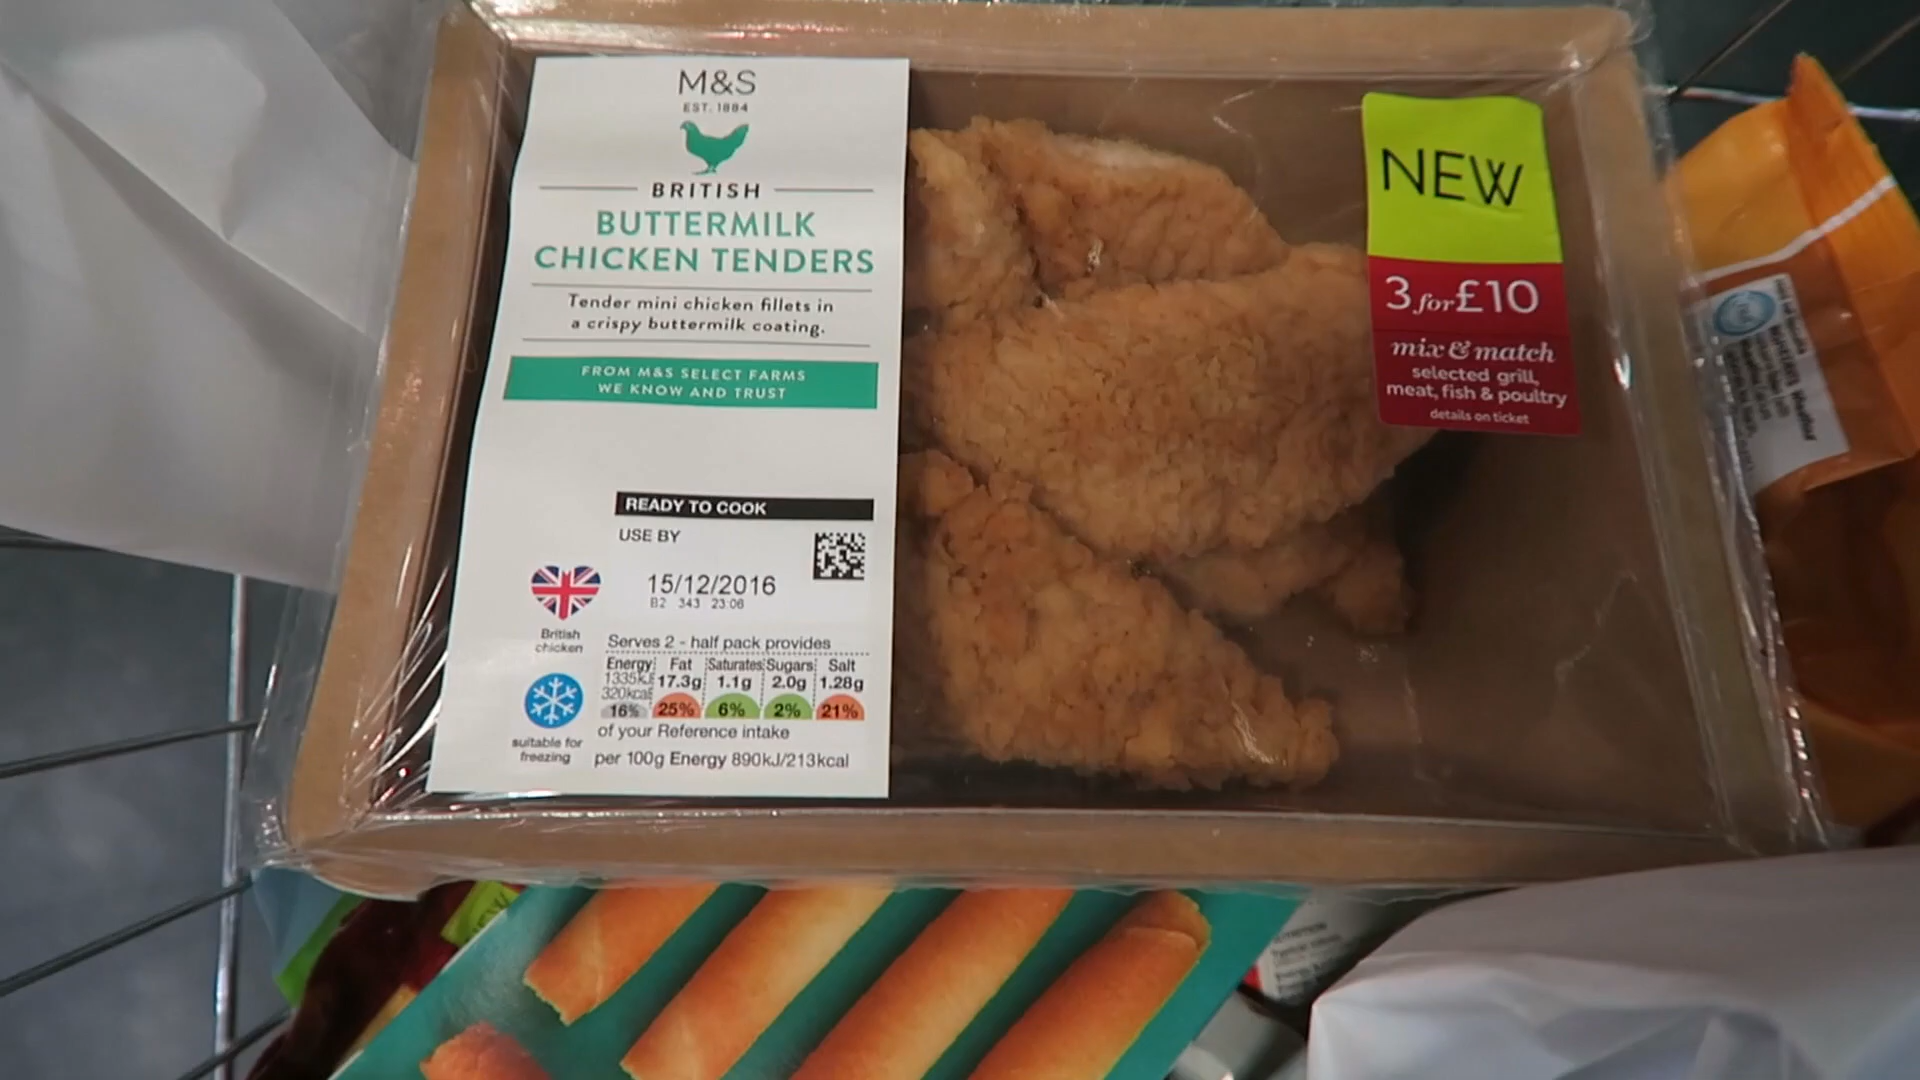 M&S
EST. 1884
BRITISH
BUTTERMILK
CHICKEN TENDERS
Tender mini chicken fillets in
a crispy buttermilk coating.
FROM M&S SELECT FARMS
WE KNOW AND TRUST
READY TO COOK
USE BY
15/12/2016
B2 343 23:06
British
chicken
suitable for
freezing
Serves 2 - half pack provides
Energy Fat Saturates Sugars Salt
1335kJ 17.3g 1.1g 2.0g 1.28g
320kcal
16% 25% 6% 2% 21%
of your Reference intake
per 100g Energy 890kJ/213kcal
NEW
3 for £10
mix & match
selected grill,
meat, fish & poultry
details on ticket
NEW